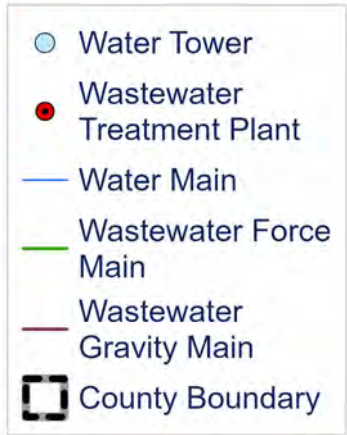 Water Tower
Wastewater
Treatment Plant
Water Main
Wastewater Force
Main
Wastewater
Gravity Main
County Boundary